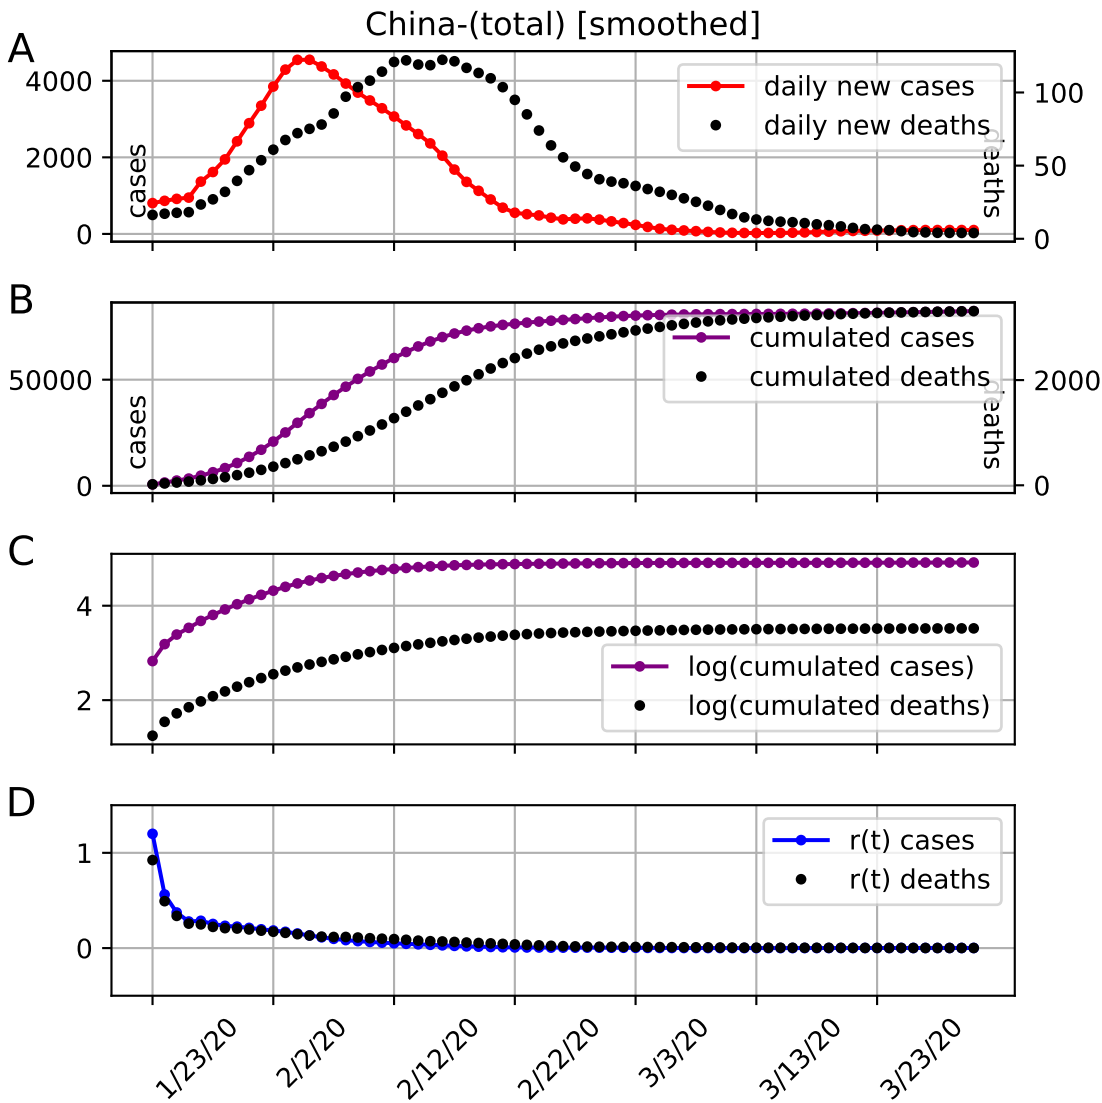 China-(total) [smoothed]
A
4000
2000
0
cases
daily new cases
daily new deaths
100
50
0
deaths
B
50000
0
cases
cumulated cases
cumulated deaths
2000
0
deaths
C
4
2
log(cumulated cases)
log(cumulated deaths)
D
1
0
r(t) cases
r(t) deaths
1/23/20
2/2/20
2/12/20
2/22/20
3/3/20
3/13/20
3/23/20